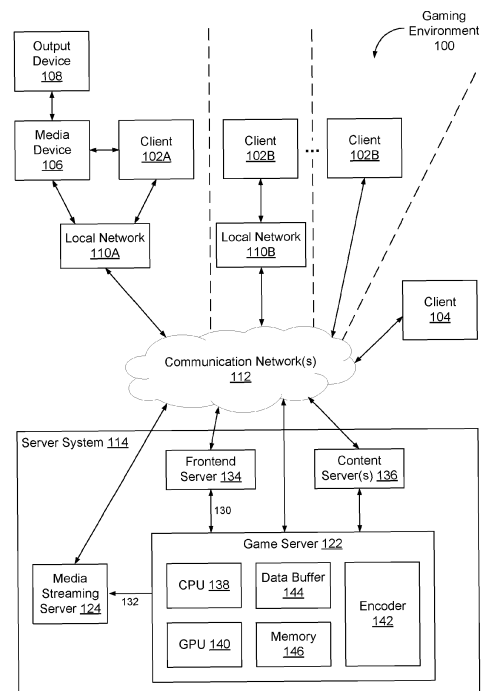 Gaming
Environment
100
Output
Device
108
Media
Device
106
Client
102A
Client
102B
...
Client
102B
Local Network
110A
Local Network
110B
Client
104
Communication Network(s)
112
Server System 114
Frontend
Server 134
Content
Server(s) 136
130
Game Server 122
Media
Streaming
Server 124
132
CPU 138
Data Buffer
144
Encoder
142
GPU 140
Memory
146